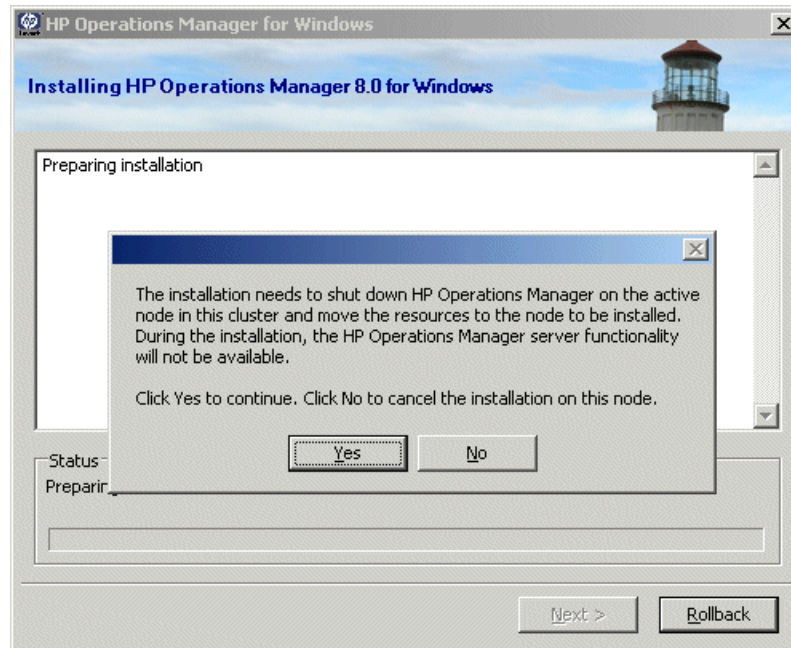 HP Operations Manager for Windows
Installing HP Operations Manager 8.0 for Windows
Preparing installation
The installation needs to shut down HP Operations Manager on the active
node in this cluster and move the resources to the node to be installed.
During the installation, the HP Operations Manager server functionality
will not be available.
Click Yes to continue. Click No to cancel the installation on this node.
Yes No
Status
Next > Rollback